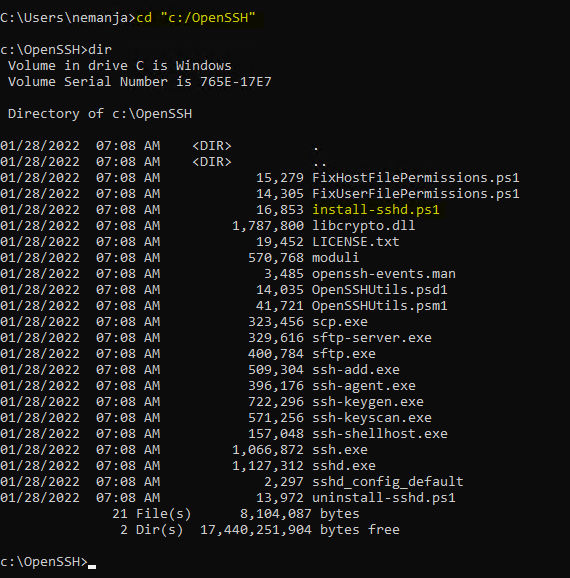 C:\Users\nemanja>cd "c:/OpenSSH"
c:\OpenSSH>dir
 Volume in drive C is Windows
 Volume Serial Number is 765E-17E7
 Directory of c:\OpenSSH
01/28/2022  07:08 AM    <DIR>          .
01/28/2022  07:08 AM    <DIR>          ..
01/28/2022  07:08 AM            15,279 FixHostFilePermissions.ps1
01/28/2022  07:08 AM            14,305 FixUserFilePermissions.ps1
01/28/2022  07:08 AM            16,853 install-sshd.ps1
01/28/2022  07:08 AM         1,787,800 libcrypto.dll
01/28/2022  07:08 AM            19,452 LICENSE.txt
01/28/2022  07:08 AM           570,768 moduli
01/28/2022  07:08 AM             3,485 openssh-events.man
01/28/2022  07:08 AM            14,035 OpenSSHUtils.psd1
01/28/2022  07:08 AM            41,721 OpenSSHUtils.psm1
01/28/2022  07:08 AM           323,456 scp.exe
01/28/2022  07:08 AM           329,616 sftp-server.exe
01/28/2022  07:08 AM           400,784 sftp.exe
01/28/2022  07:08 AM           509,304 ssh-add.exe
01/28/2022  07:08 AM           396,176 ssh-agent.exe
01/28/2022  07:08 AM           722,296 ssh-keygen.exe
01/28/2022  07:08 AM           571,256 ssh-keyscan.exe
01/28/2022  07:08 AM           157,048 ssh-shellhost.exe
01/28/2022  07:08 AM         1,066,872 ssh.exe
01/28/2022  07:08 AM         1,127,312 sshd.exe
01/28/2022  07:08 AM             2,297 sshd_config_default
01/28/2022  07:08 AM            13,972 uninstall-sshd.ps1
              21 File(s)      8,104,087 bytes
               2 Dir(s)  17,440,251,904 bytes free
c:\OpenSSH>